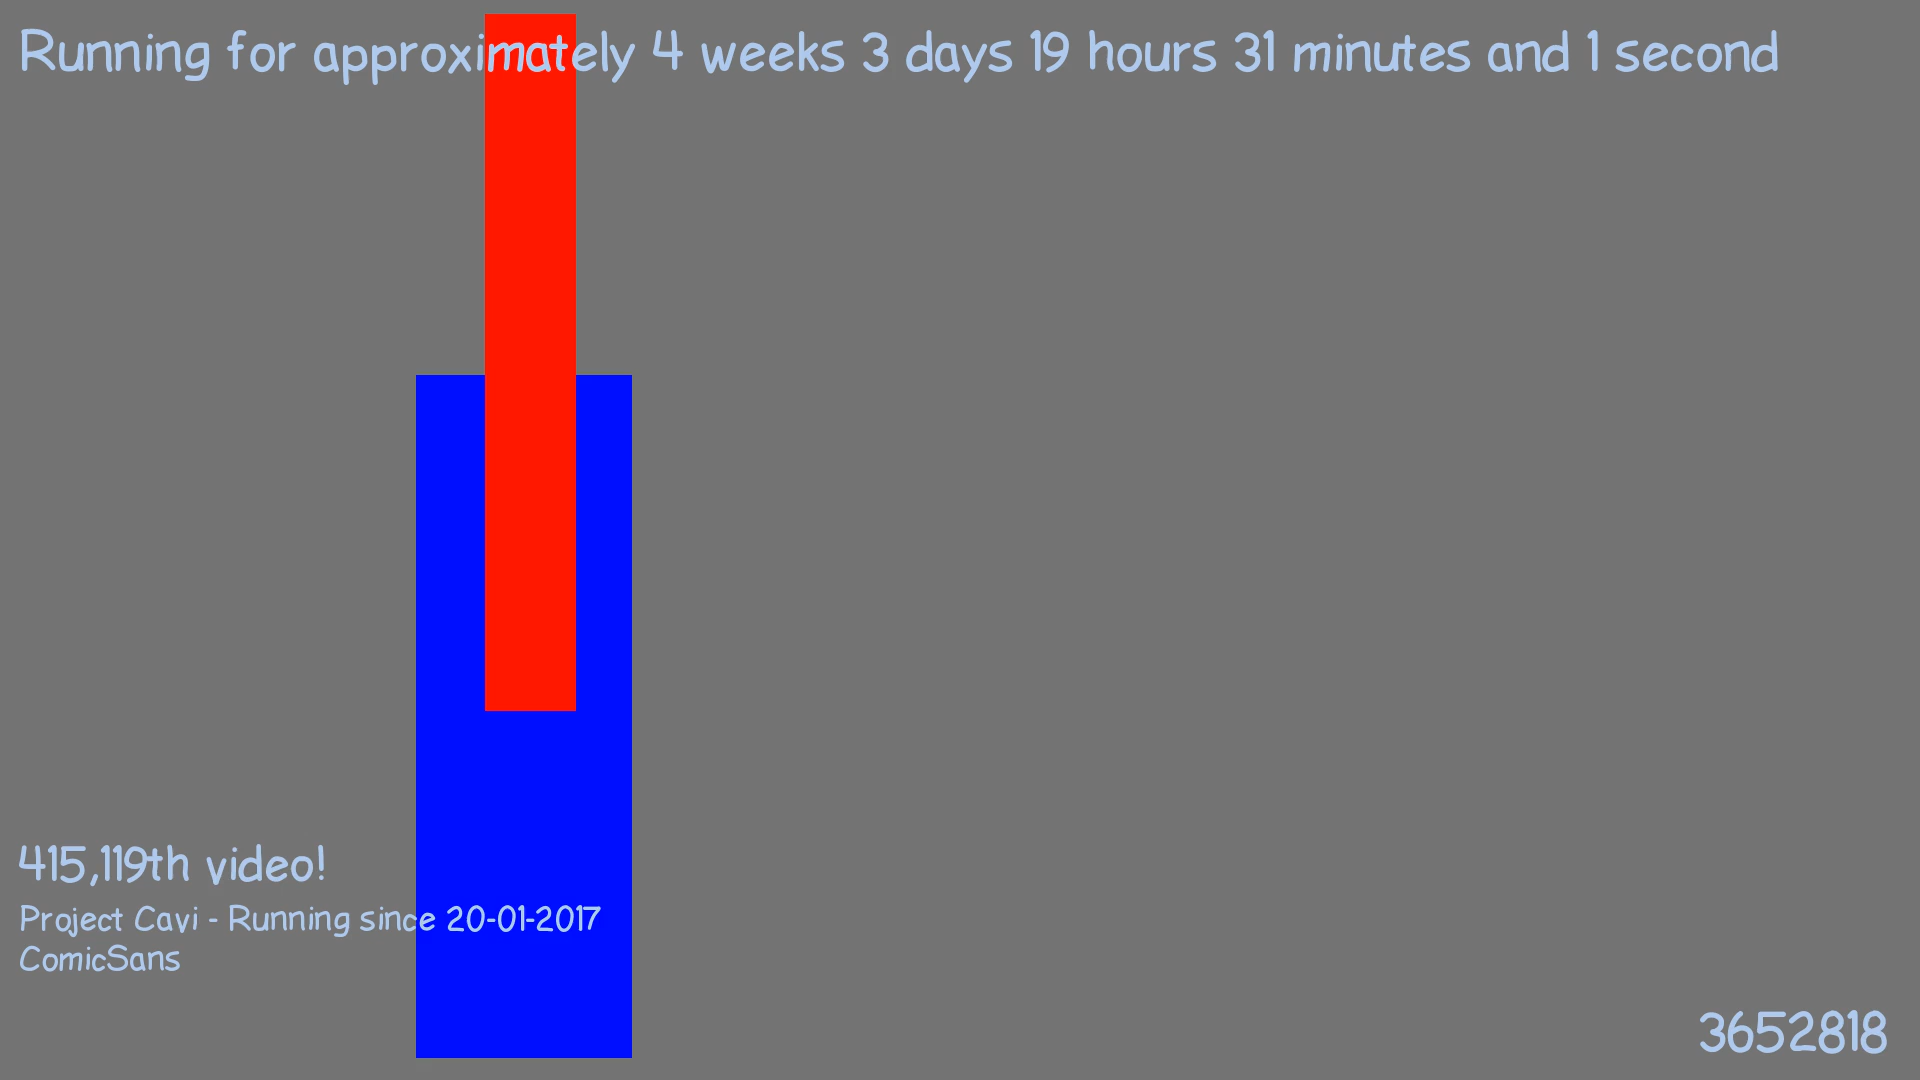 Running for approximately 4 weeks 3 days 19 hours 31 minutes and 1 second
415,119th video!
Project Cavi - Running since 20-01-2017
ComicSans
3652818